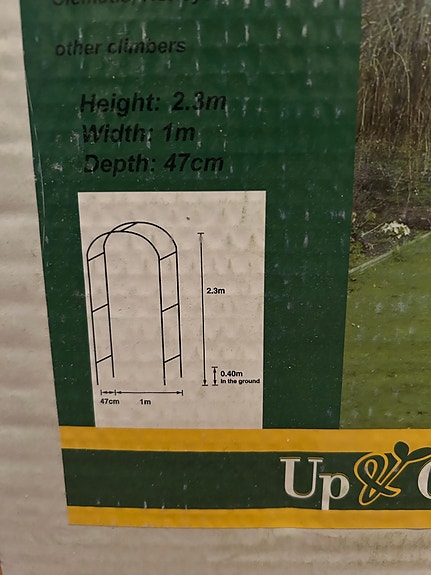 other climbers
Height: 2.3m
Width: 1m
Depth: 47cm
2.3m
0.40m
In the ground
47cm
1m
Up &